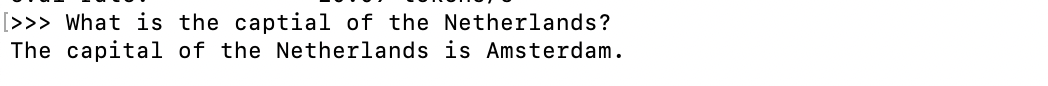 [>>> What is the captial of the Netherlands?
The capital of the Netherlands is Amsterdam.